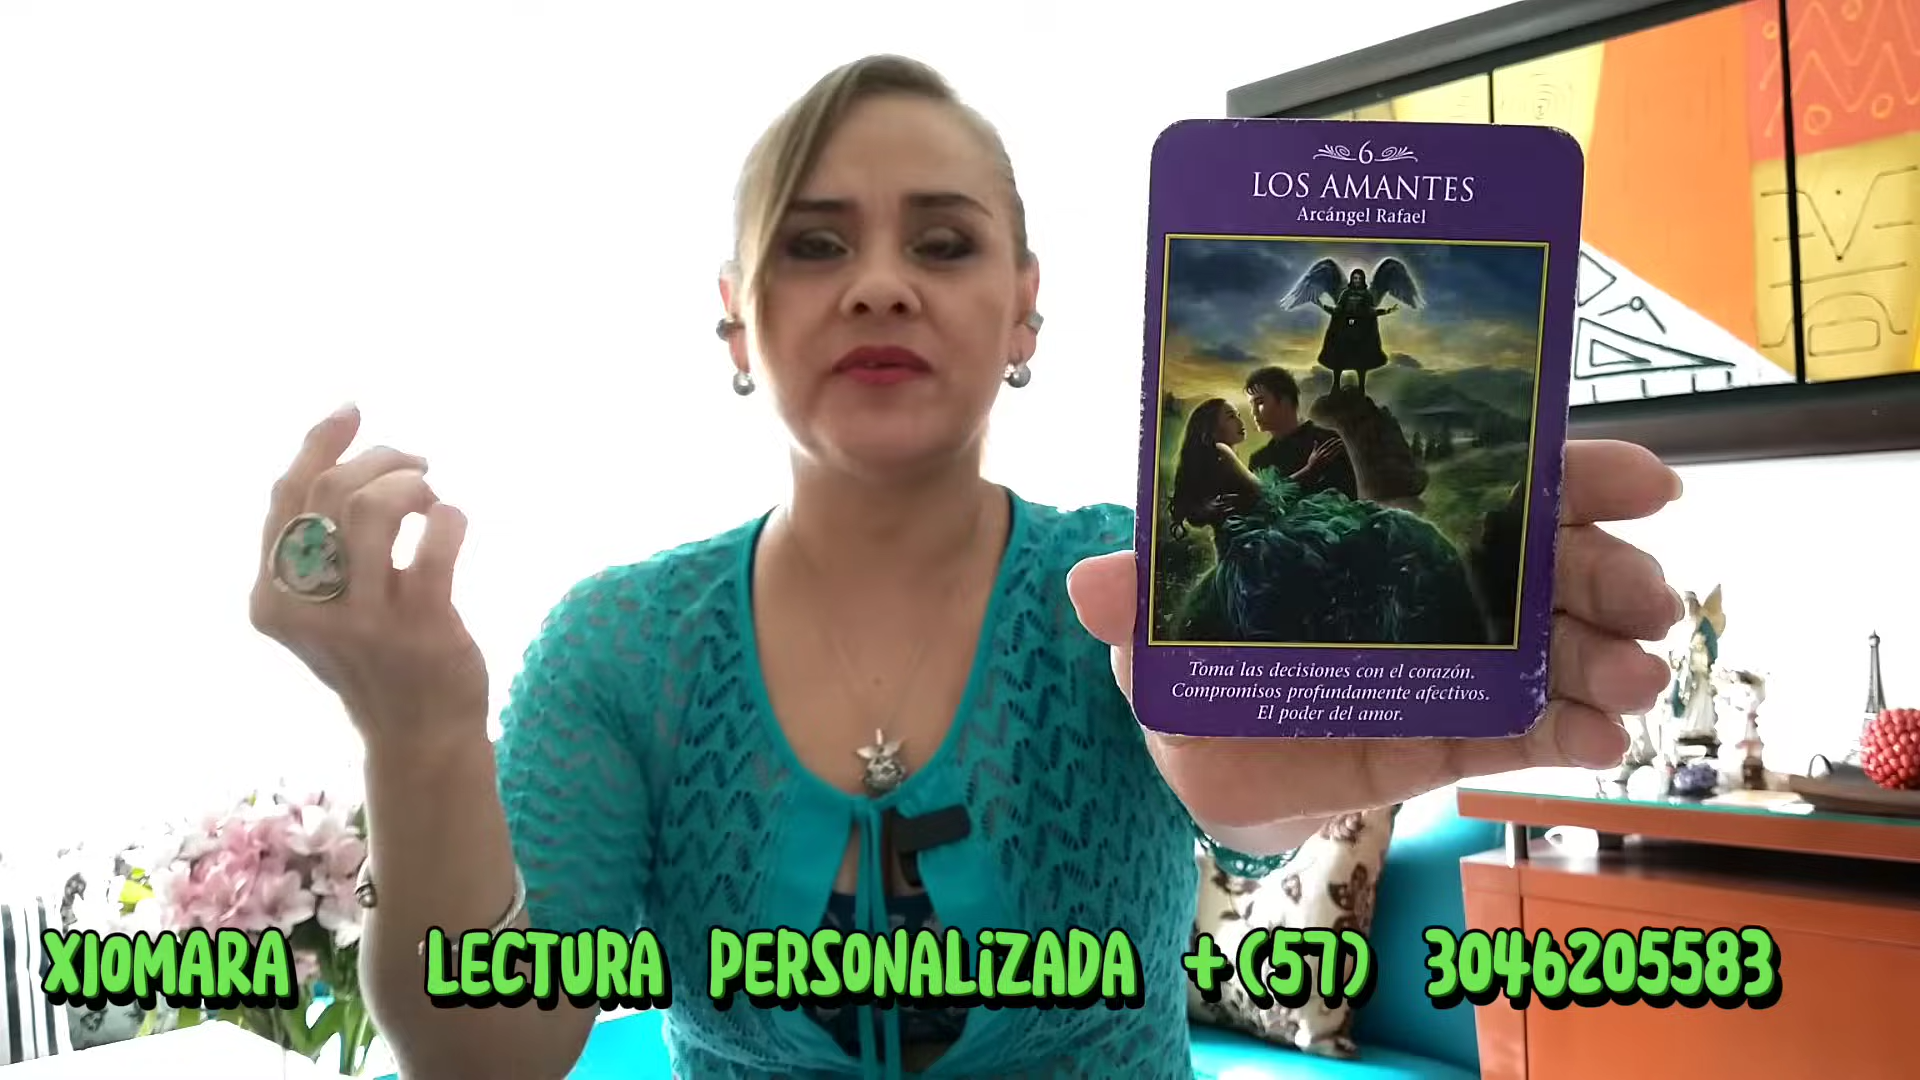 6
LOS AMANTES
Arcángel Rafael
Toma las decisiones con el corazón.
Compromisos profundamente afectivos.
El poder del amor.
XIOMARA LECTURA PERSONALiZADA +(57) 3046205583